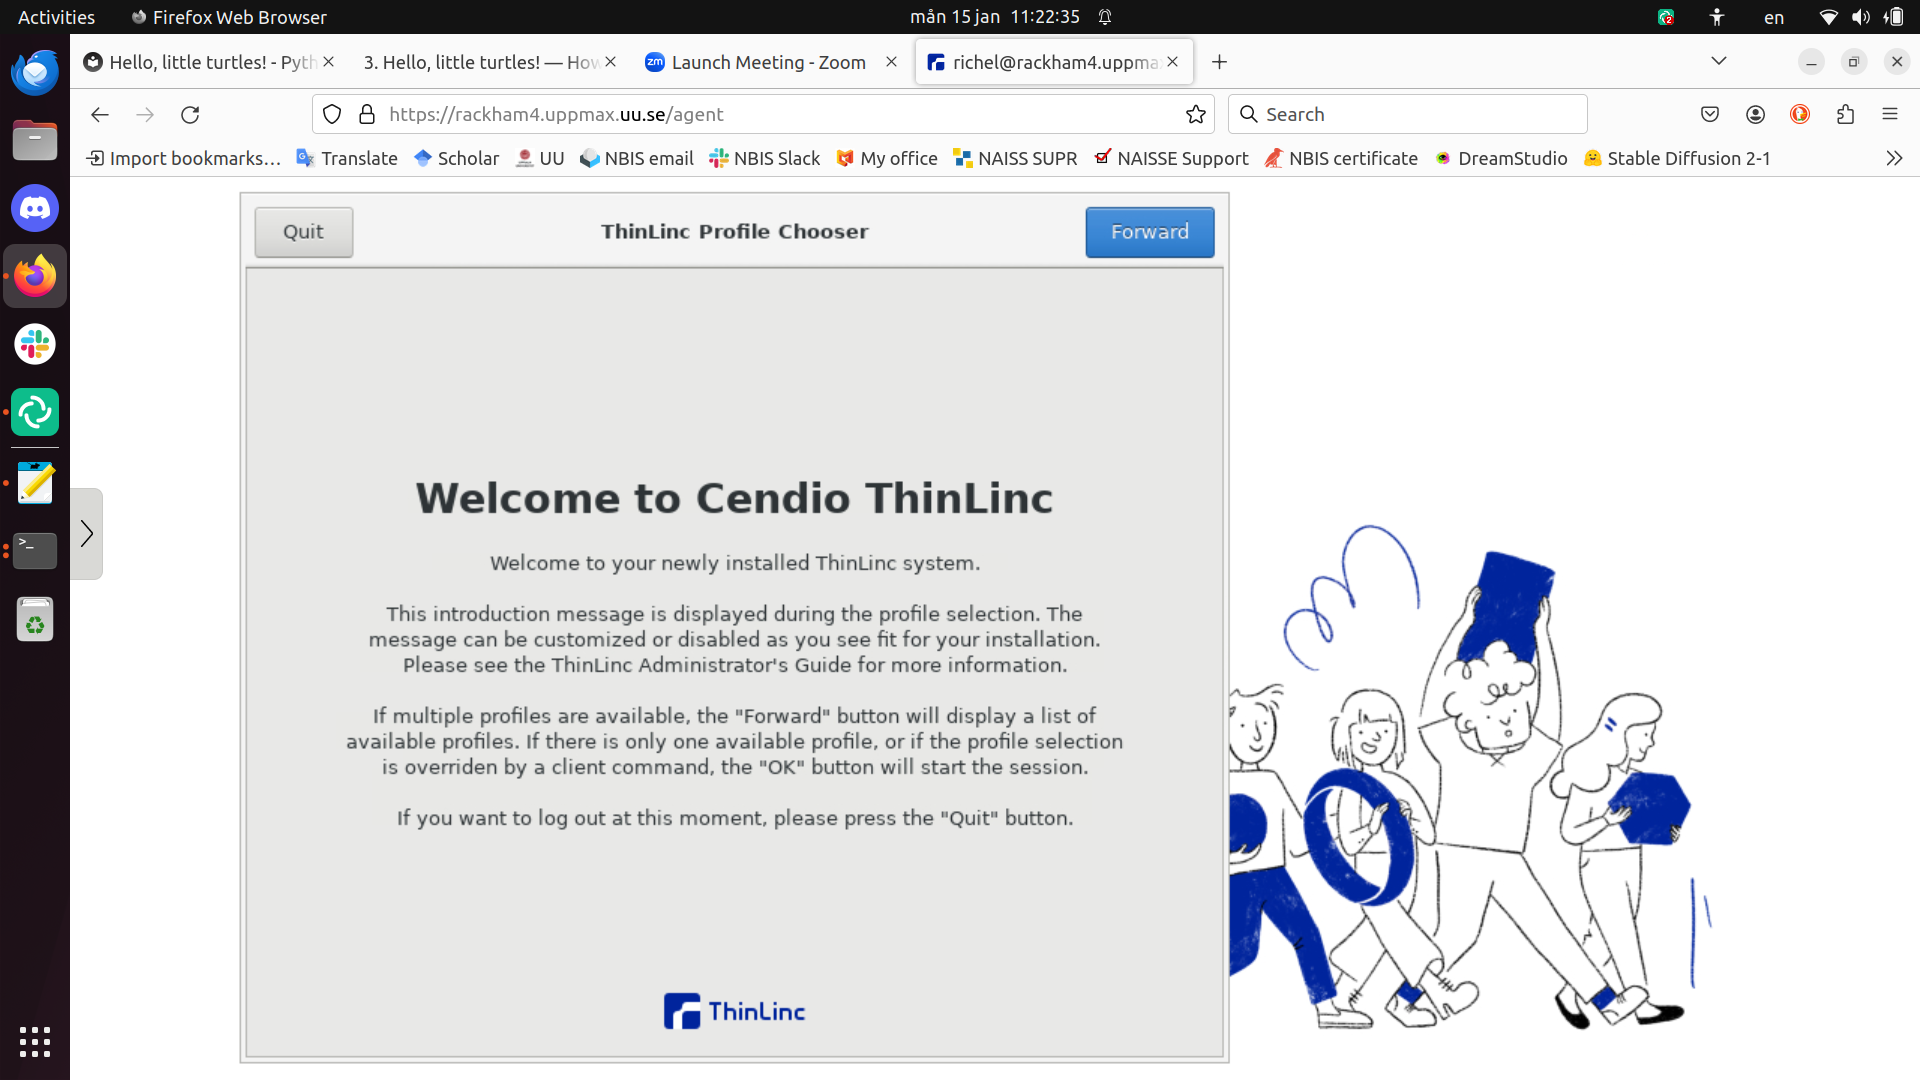 Activities
Firefox Web Browser
mån 15 jan 11:22:35
2
en
Hello, little turtles! - Pyth
3. Hello, little turtles! — How
zm
Launch Meeting - Zoom
richel@rackham4.uppma
https://rackham4.uppmax.uu.se/agent
Search
Import bookmarks...
Translate
Scholar
UU
NBIS email
NBIS Slack
My office
NAISS SUPR
NAISSE Support
NBIS certificate
DreamStudio
Stable Diffusion 2-1
Quit
ThinLinc Profile Chooser
Forward
Welcome to Cendio ThinLinc
Welcome to your newly installed ThinLinc system.
This introduction message is displayed during the profile selection. The
message can be customized or disabled as you see fit for your installation.
Please see the ThinLinc Administrator's Guide for more information.
If multiple profiles are available, the "Forward" button will display a list of
available profiles. If there is only one available profile, or if the profile selection
is overriden by a client command, the "OK" button will start the session.
If you want to log out at this moment, please press the "Quit" button.
ThinLinc